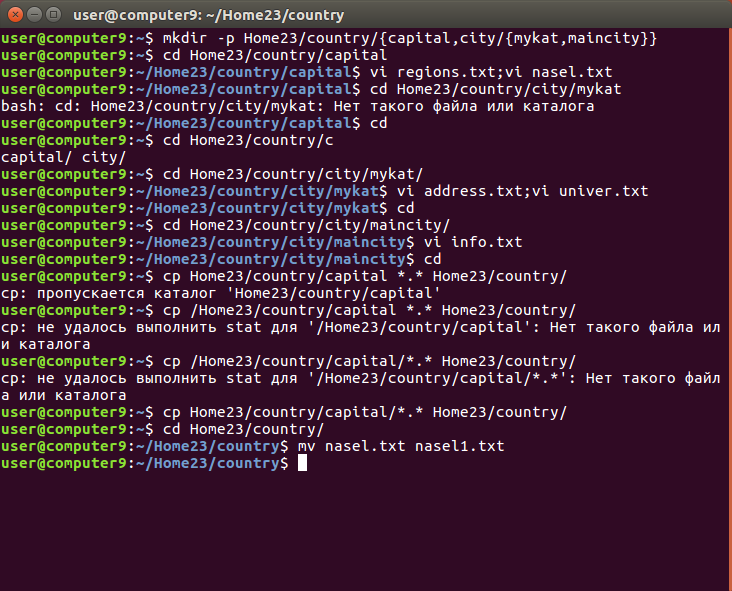 user@computer9: ~/Home23/country
user@computer9:~$ mkdir -p Home23/country/{capital,city/{mykat,maincity}}
user@computer9:~$ cd Home23/country/capital
user@computer9:~/Home23/country/capital$ vi regions.txt;vi nasel.txt
user@computer9:~/Home23/country/capital$ cd Home23/country/city/mykat
bash: cd: Home23/country/city/mykat: Нет такого файла или каталога
user@computer9:~/Home23/country/capital$ cd
user@computer9:~$ cd Home23/country/c
capital/ city/
user@computer9:~$ cd Home23/country/city/mykat/
user@computer9:~/Home23/country/city/mykat$ vi address.txt;vi univer.txt
user@computer9:~/Home23/country/city/mykat$ cd
user@computer9:~$ cd Home23/country/city/maincity/
user@computer9:~/Home23/country/city/maincity$ vi info.txt
user@computer9:~/Home23/country/city/maincity$ cd
user@computer9:~$ cp Home23/country/capital *.* Home23/country/
cp: пропускается каталог 'Home23/country/capital'
user@computer9:~$ cp /Home23/country/capital *.* Home23/country/
cp: не удалось выполнить stat для '/Home23/country/capital': Нет такого файла ил
и каталога
user@computer9:~$ cp /Home23/country/capital/*.* Home23/country/
cp: не удалось выполнить stat для '/Home23/country/capital/*.*': Нет такого файл
а или каталога
user@computer9:~$ cp Home23/country/capital/*.* Home23/country/
user@computer9:~$ cd Home23/country/
user@computer9:~/Home23/country$ mv nasel.txt nasel1.txt
user@computer9:~/Home23/country$